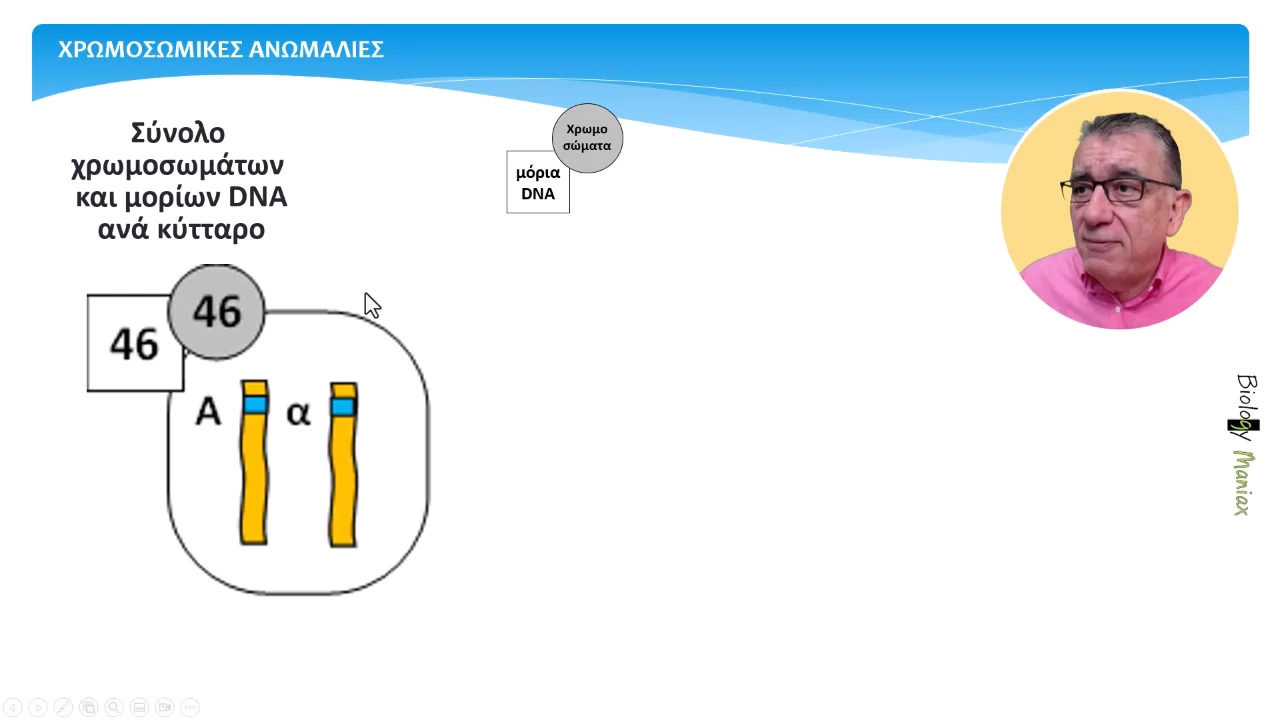 ΧΡΩΜΟΣΩΜΙΚΕΣ ΑΝΩΜΑΛΙΕΣ
Σύνολο
χρωμοσωμάτων
και μορίων DNA
ανά κύτταρο
Χρωμο
σώματα
μόρια
DNA
46
46
Α
α
Biology Maniax